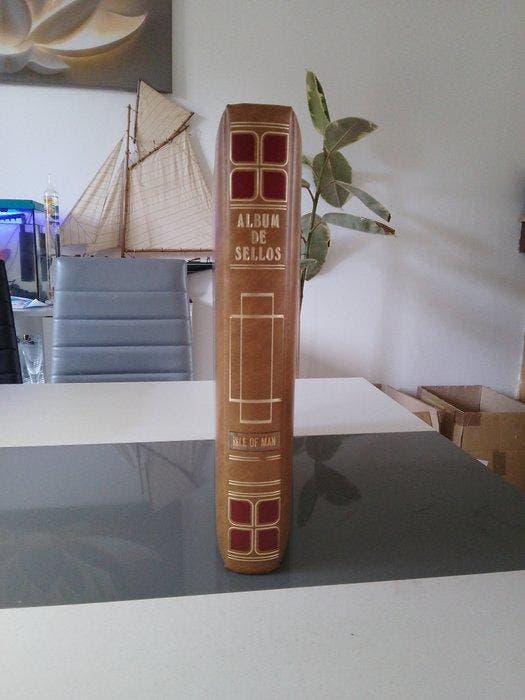 ALBUM
DE
SELLOS
ISLE OF MAN